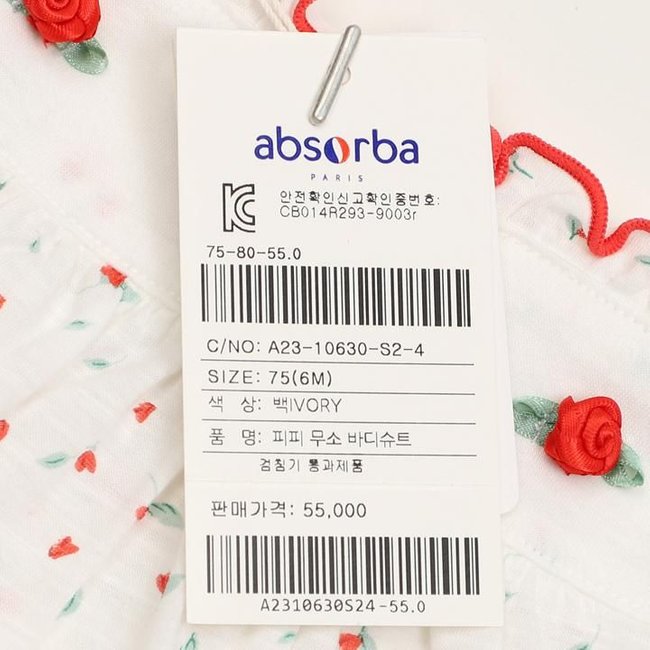 absorba
PARIS
안전확인신고확인증번호:
CB014R293-9003r
75-80-55.0
C/NO: A23-10630-S2-4
SIZE: 75(6M)
색 상: 백IVORY
품 명: 피피 무소 바디슈트
검침기 통과제품
판매가격: 55,000
A2310630S24-55.0